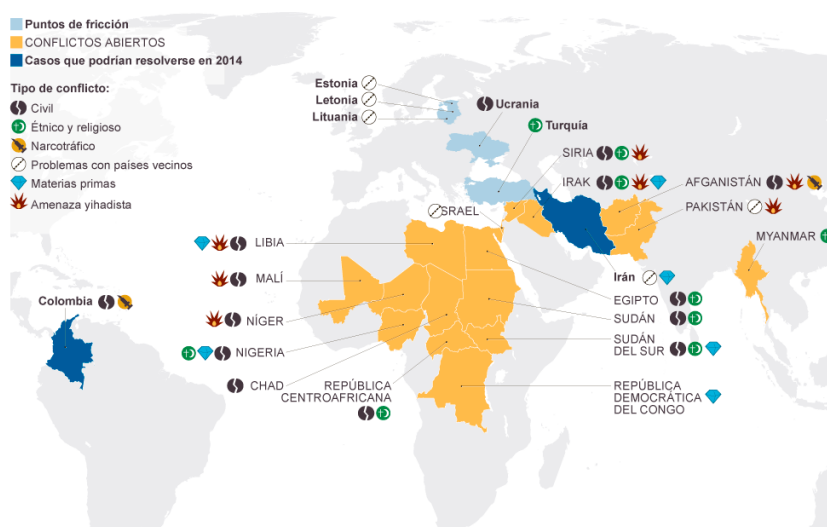 Puntos de fricción
CONFLICTOS ABIERTOS
Casos que podrían resolverse en 2014
Tipo de conflicto:
Civil
Étnico y religioso
Narcotráfico
Problemas con países vecinos
Materias primas
Amenaza yihadista
Estonia
Letonia
Lituania
Ucrania
Turquía
SIRIA
IRAK
AFGANISTÁN
ISRAEL
PAKISTÁN
MYANMAR
LIBIA
MALÍ
Irán
Colombia
EGIPTO
NÍGER
SUDÁN
NIGERIA
SUDÁN
DEL SUR
CHAD
REPÚBLICA
CENTROAFRICANA
REPÚBLICA
DEMOCRÁTICA
DEL CONGO